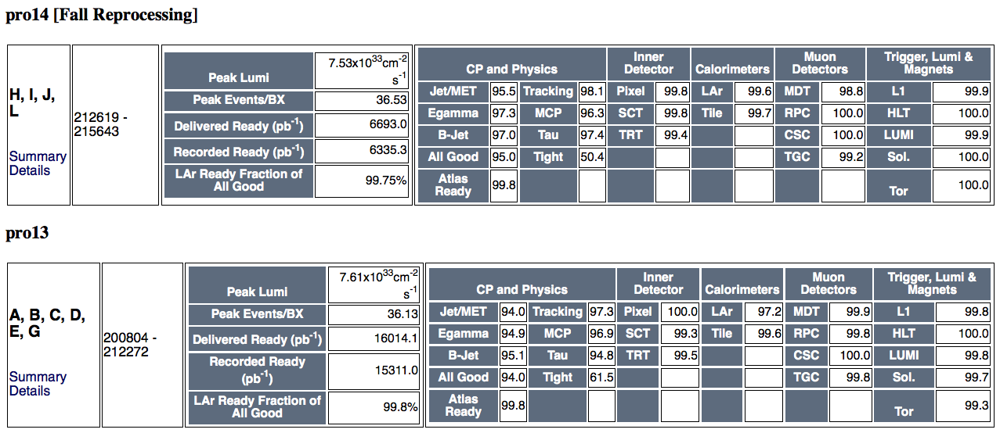 pro14 [Fall Reprocessing]
H, I, J,
L
Summary
Details
212619 -
215643
Peak Lumi 7.53x10^33cm^-2
s^-1
Peak Events/BX 36.53
Delivered Ready (pb^-1) 6693.0
Recorded Ready (pb^-1) 6335.3
LAr Ready Fraction of
All Good 99.75%
CP and Physics Inner
Detector Calorimeters Muon
Detectors Trigger, Lumi &
Magnets
Jet/MET 95.5 Tracking 98.1 Pixel 99.8 LAr 99.6 MDT 98.8 L1 99.9
Egamma 97.3 MCP 96.3 SCT 99.8 Tile 99.7 RPC 100.0 HLT 100.0
B-Jet 97.0 Tau 97.4 TRT 99.4 CSC 100.0 LUMI 99.9
All Good 95.0 Tight 50.4 TGC 99.2 Sol. 100.0
Atlas
Ready 99.8 Tor 100.0
pro13
A, B, C, D,
E, G
Summary
Details
200804 -
212272
Peak Lumi 7.61x10^33cm^-2
s^-1
Peak Events/BX 36.13
Delivered Ready (pb^-1) 16014.1
Recorded Ready
(pb^-1) 15311.0
LAr Ready Fraction of
All Good 99.8%
CP and Physics Inner
Detector Calorimeters Muon
Detectors Trigger, Lumi &
Magnets
Jet/MET 94.0 Tracking 97.3 Pixel 100.0 LAr 97.2 MDT 99.9 L1 99.8
Egamma 94.9 MCP 96.9 SCT 99.3 Tile 99.6 RPC 99.8 HLT 100.0
B-Jet 95.1 Tau 94.8 TRT 99.5 CSC 100.0 LUMI 99.8
All Good 94.0 Tight 61.5 TGC 99.8 Sol. 99.7
Atlas
Ready 99.8 Tor 99.3